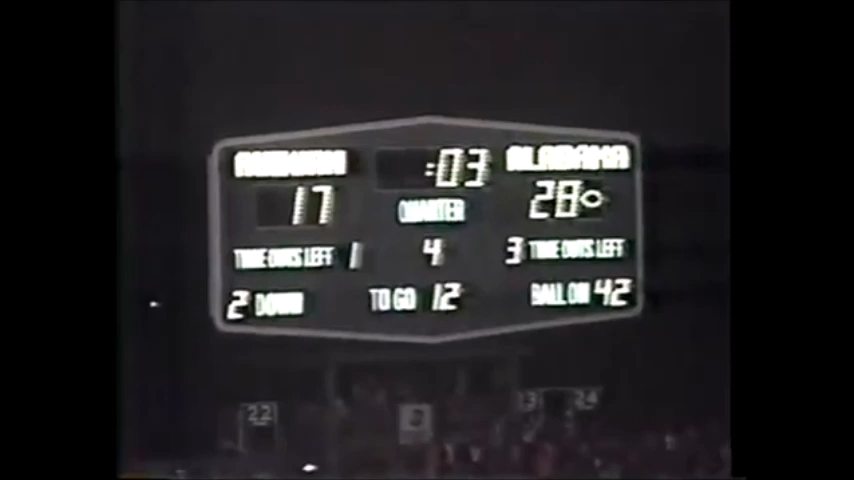 :03 ALABAMA
17 28
QUARTER
TIME OUTS LEFT 1 4 3 TIME OUTS LEFT
2 DOWN TO GO 12 BALL ON 42
22 24